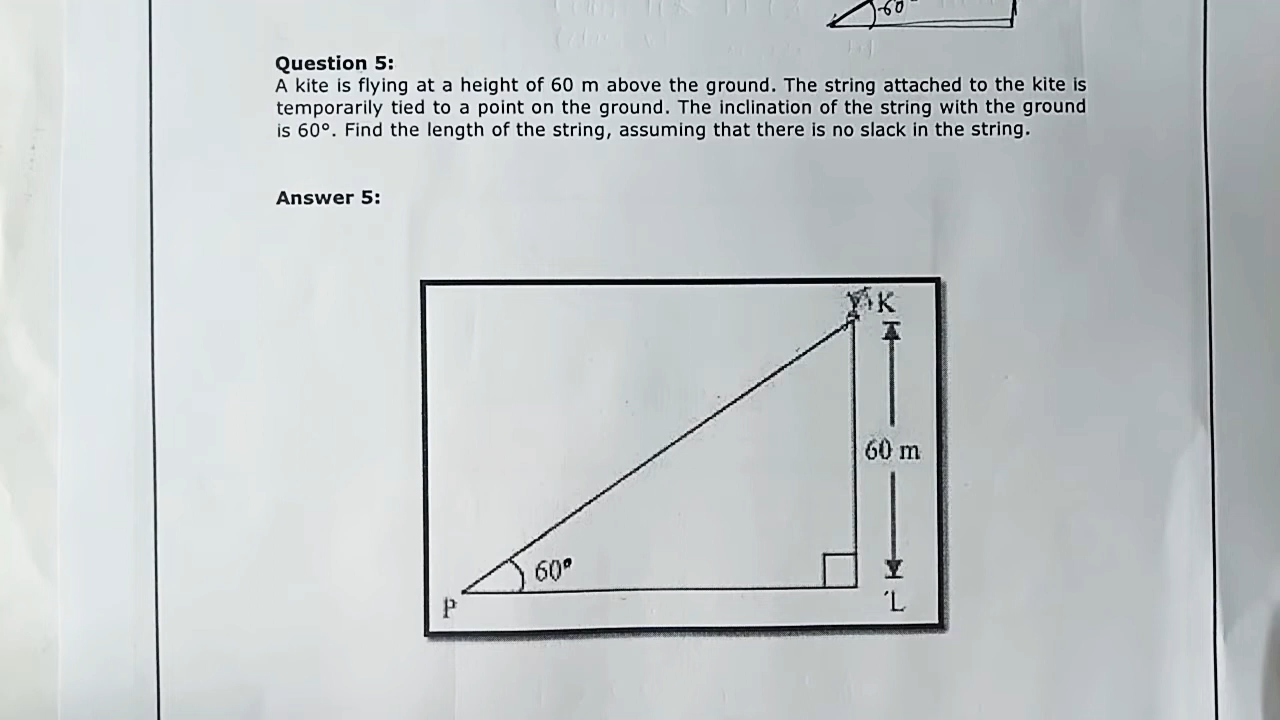 60
Question 5:
A kite is flying at a height of 60 m above the ground. The string attached to the kite is
temporarily tied to a point on the ground. The inclination of the string with the ground
is 60°. Find the length of the string, assuming that there is no slack in the string.
Answer 5:
K
60 m
60°
P
L